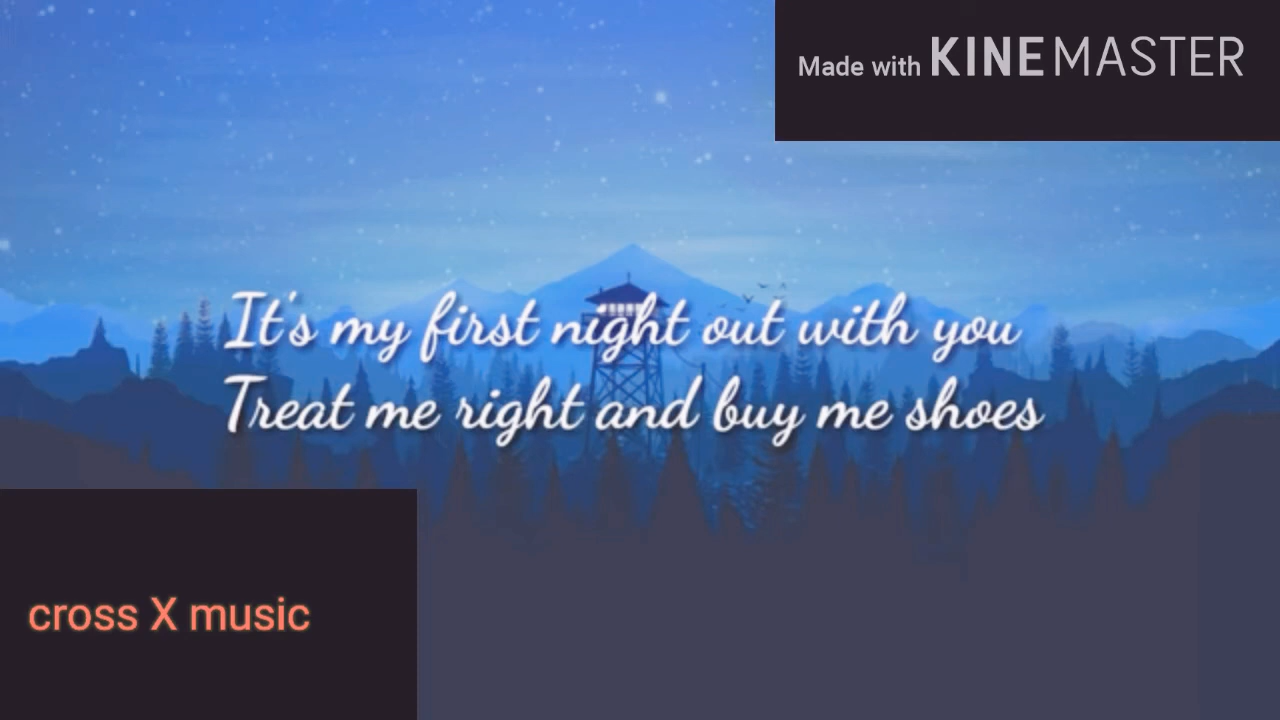 Made with KINEMASTER
It's my first night out with you
Treat me right and buy me shoes
cross X music